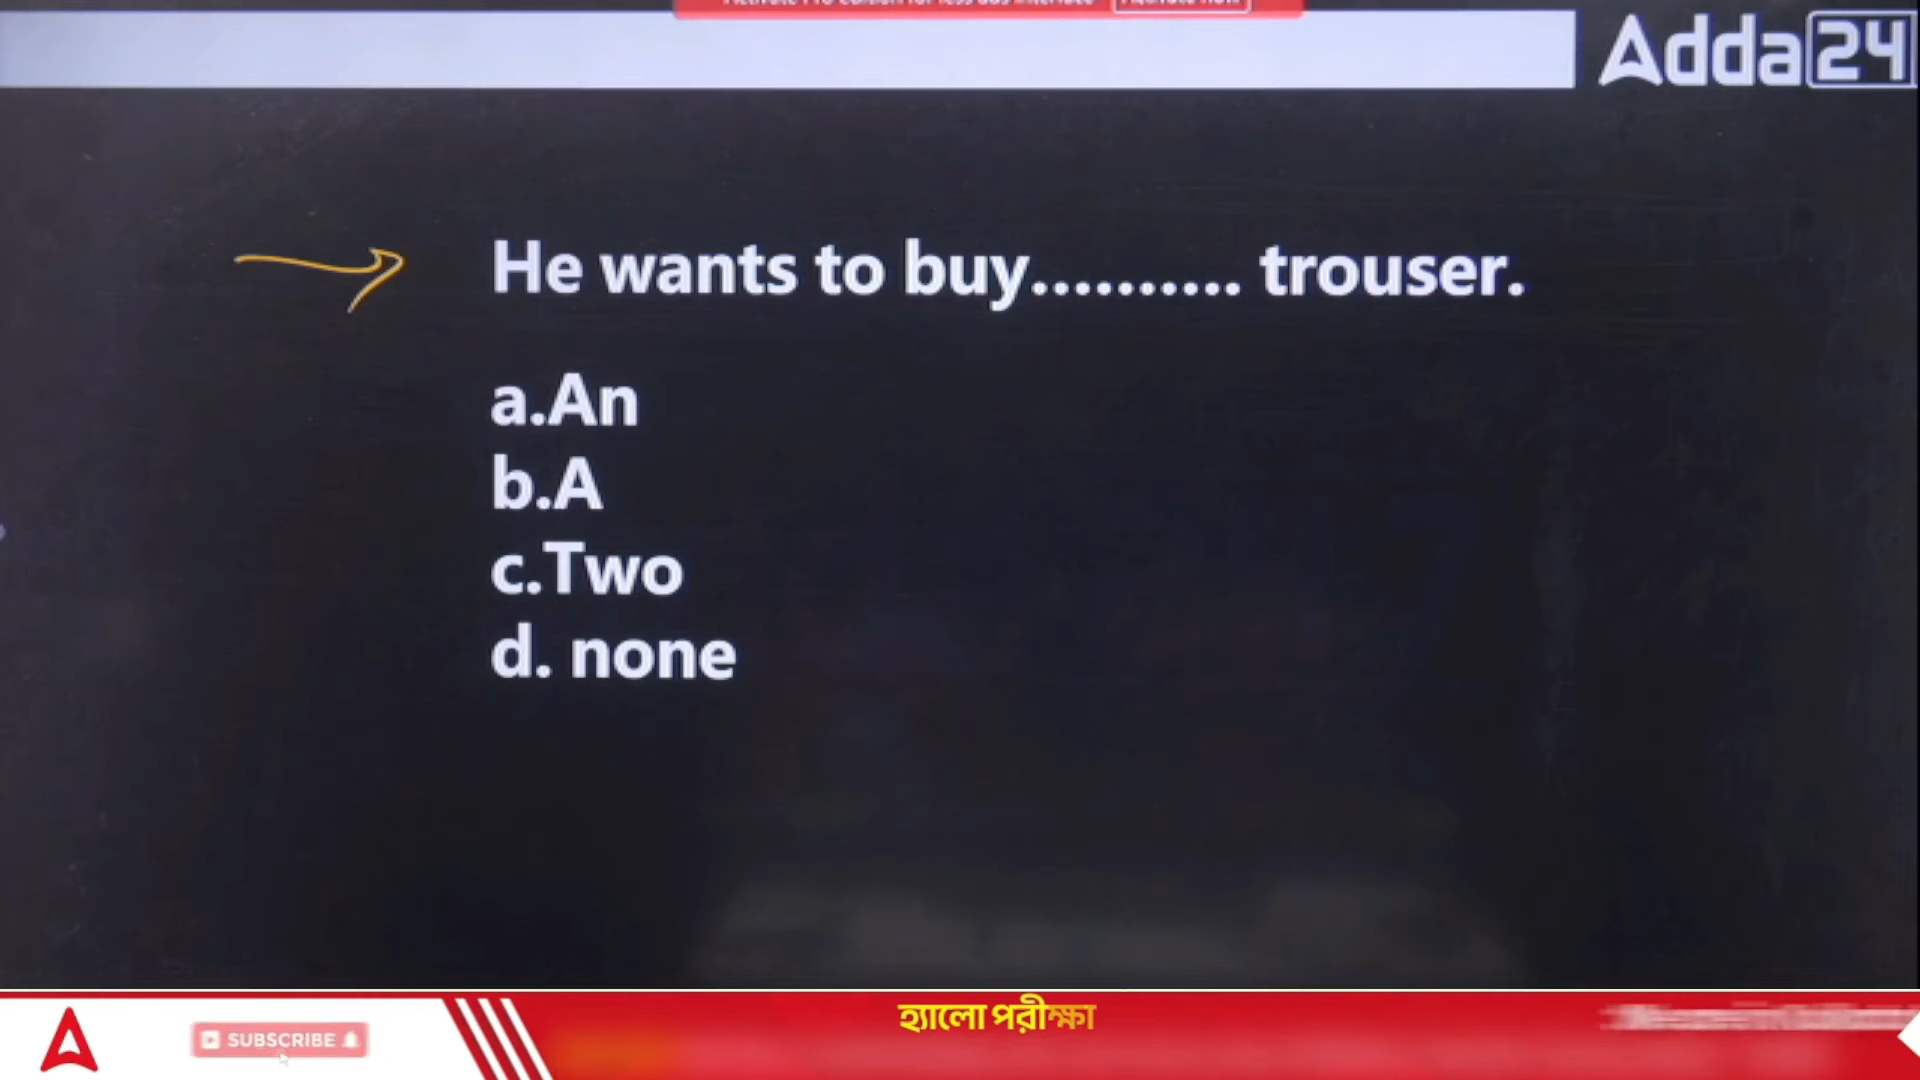 Adda24
He wants to buy.......... trouser.
a.An
b.A
c.Two
d. none
SUBSCRIBE
হ্যালো পরীক্ষা